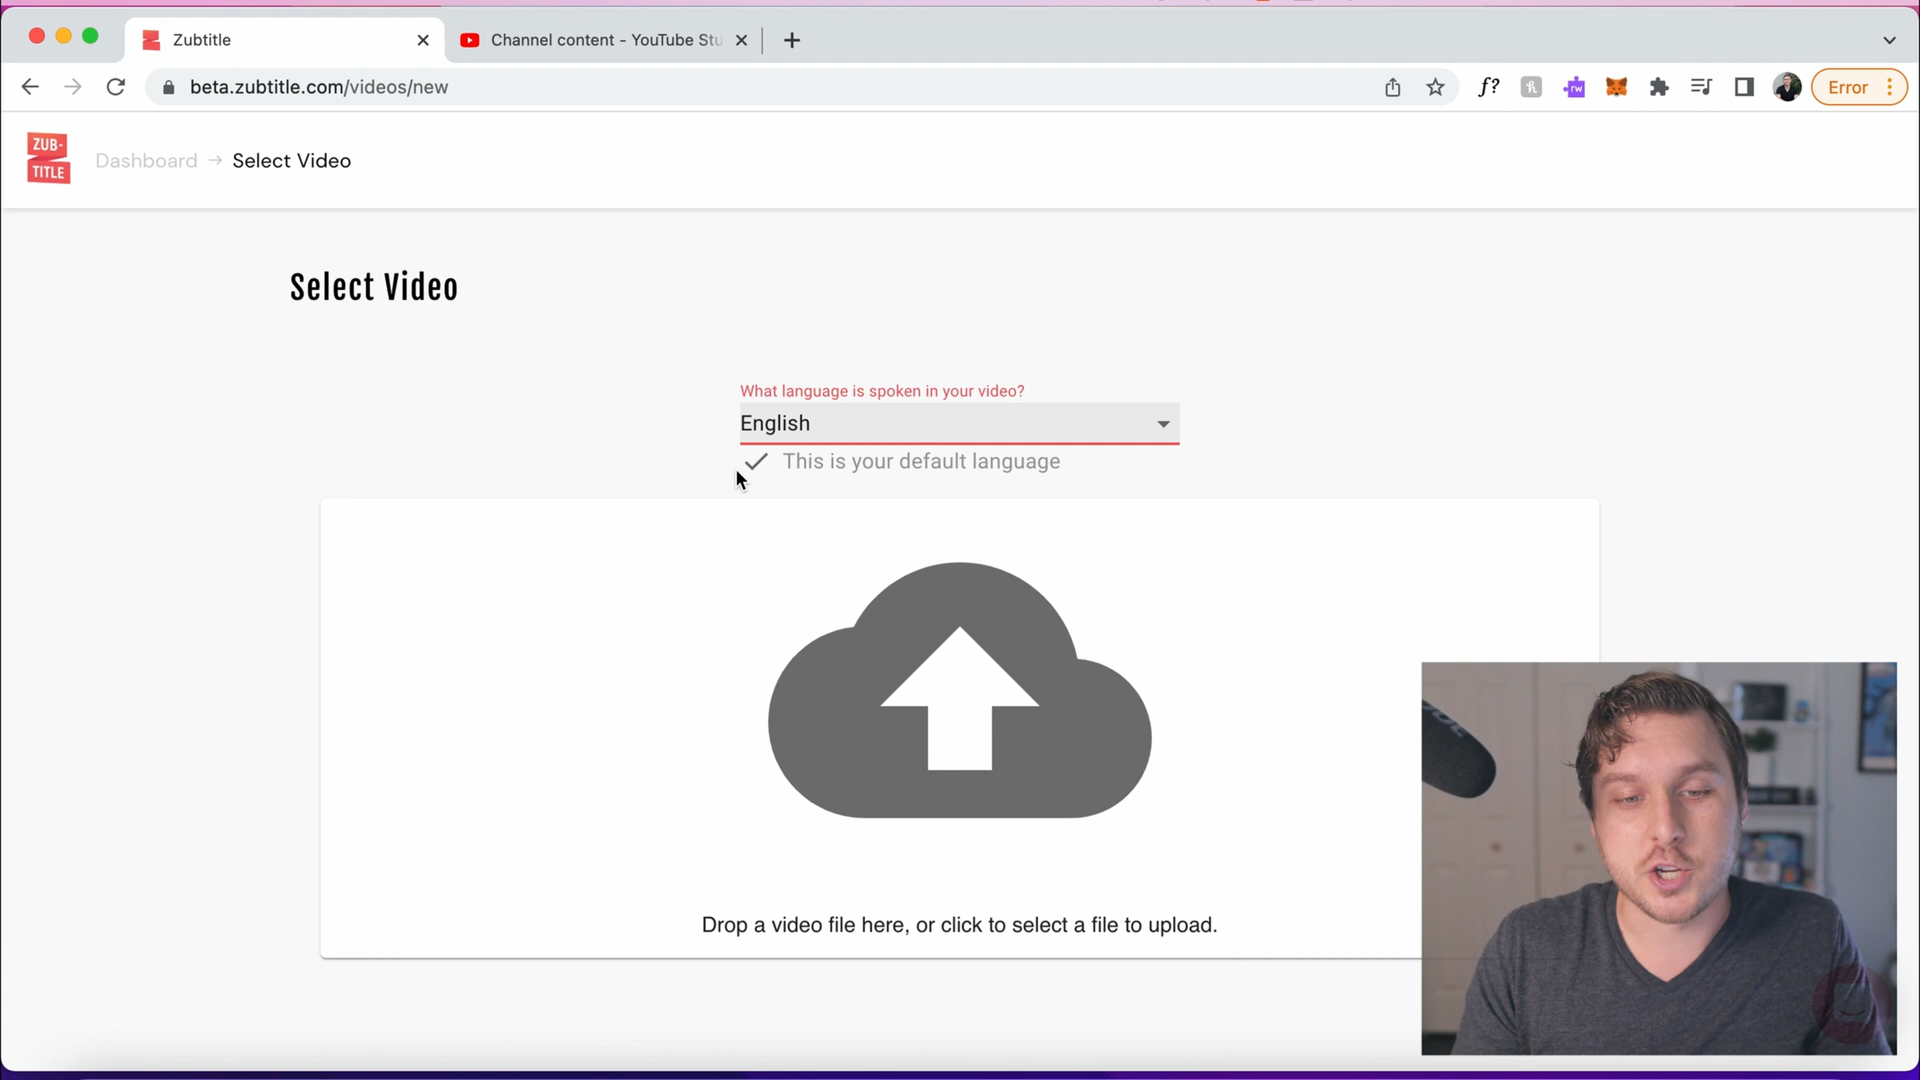 Zubtitle
Channel content - YouTube Stu
beta.zubtitle.com/videos/new
f?
rw
Error
ZUB-
TITLE
Dashboard → Select Video
Select Video
What language is spoken in your video?
English
This is your default language
Drop a video file here, or click to select a file to upload.